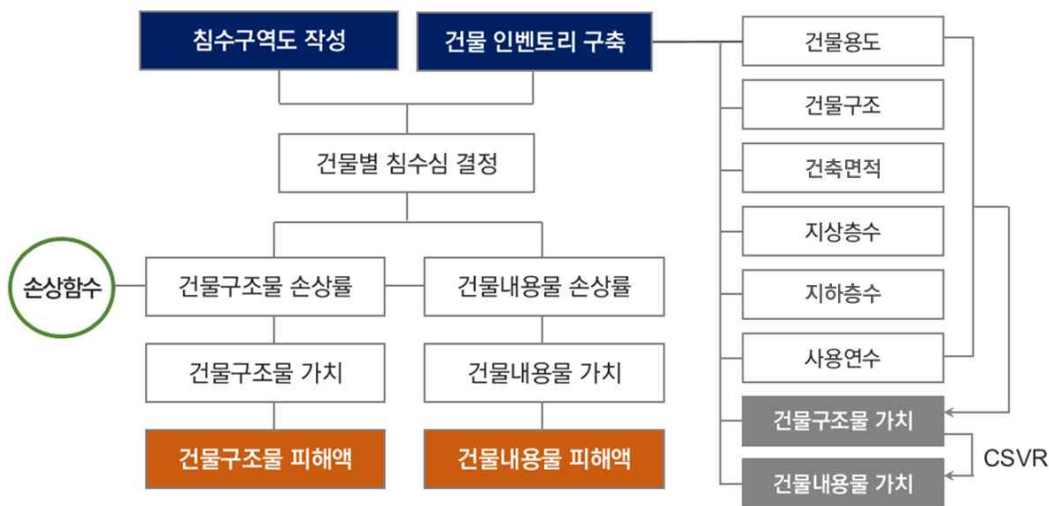 침수구역도 작성
건물 인벤토리 구축
건물별 침수심 결정
손상함수
건물구조물 손상률
건물내용물 손상률
건물구조물 가치
건물내용물 가치
건물구조물 피해액
건물내용물 피해액
건물용도
건물구조
건축면적
지상층수
지하층수
사용연수
건물구조물 가치
건물내용물 가치
CSVR